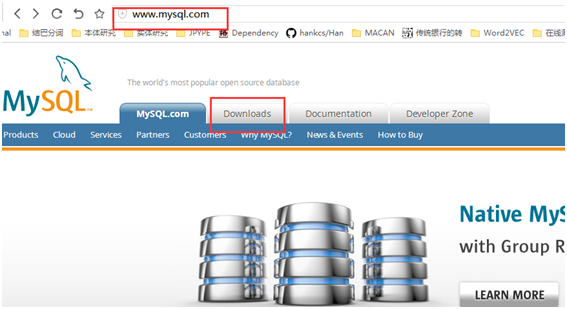 www.mysql.com
nal 结巴分词 本体研究 实体研究 JPYPE Dependency hankcs/Han MACAN 传统银行的转 Word2VEC 在线
The world's most popular open source database
MySQL
MySQL.com Downloads Documentation Developer Zone
Products Cloud Services Partners Customers Why MySQL? News & Events How to Buy
Native MyS
with Group R
LEARN MORE